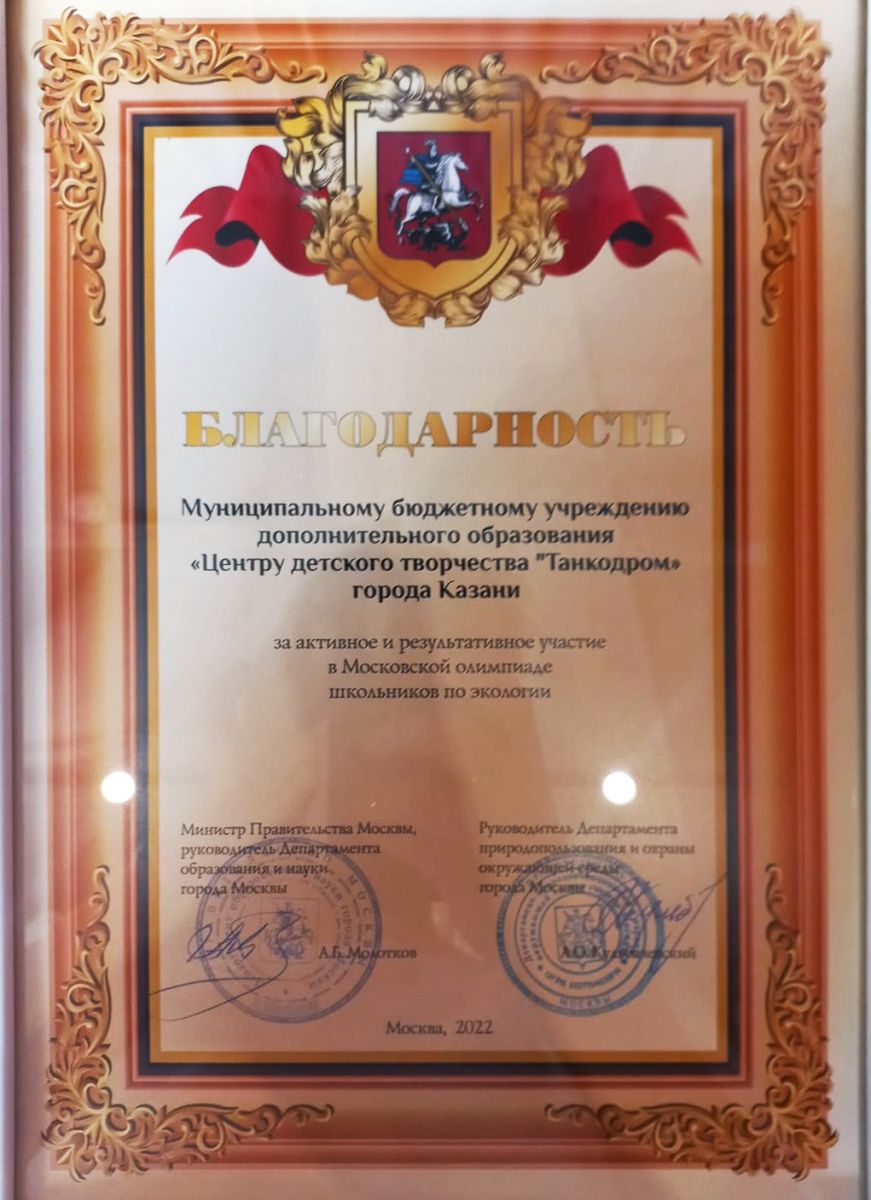 БЛАГОДАРНОСТЬ
Муниципальному бюджетному учреждению
дополнительного образования
«Центру детского творчества "Танкодром»
города Казани
за активное и результативное участие
в Московской олимпиаде
школьников по экологии
Министр Правительства Москвы,
руководитель Департамента
образования и науки
города Москвы
А.Б. Молотков
Руководитель Департамента
природопользования и охраны
окружающей среды
города Москвы
А.О.
Москва, 2022